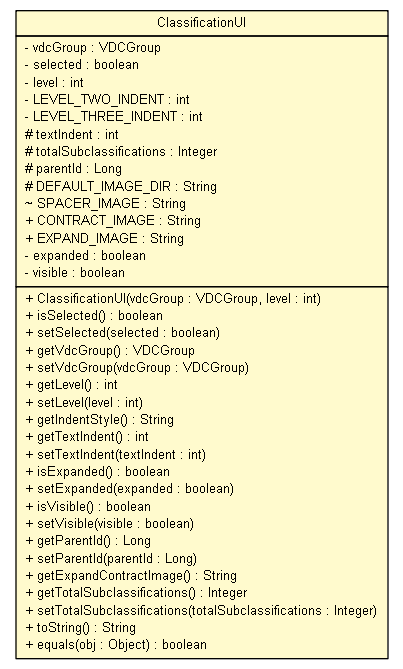 ClassificationUI
- vdcGroup : VDCGroup
- selected : boolean
- level : int
- LEVEL_TWO_INDENT : int
- LEVEL_THREE_INDENT : int
# textIndent : int
# totalSubclassifications : Integer
# parentId : Long
# DEFAULT_IMAGE_DIR : String
~ SPACER_IMAGE : String
+ CONTRACT_IMAGE : String
+ EXPAND_IMAGE : String
- expanded : boolean
- visible : boolean
+ ClassificationUI(vdcGroup : VDCGroup, level : int)
+ isSelected() : boolean
+ setSelected(selected : boolean)
+ getVdcGroup() : VDCGroup
+ setVdcGroup(vdcGroup : VDCGroup)
+ getLevel() : int
+ setLevel(level : int)
+ getIndentStyle() : String
+ getTextIndent() : int
+ setTextIndent(textIndent : int)
+ isExpanded() : boolean
+ setExpanded(expanded : boolean)
+ isVisible() : boolean
+ setVisible(visible : boolean)
+ getParentId() : Long
+ setParentId(parentId : Long)
+ getExpandContractImage() : String
+ getTotalSubclassifications() : Integer
+ setTotalSubclassifications(totalSubclassifications : Integer)
+ toString() : String
+ equals(obj : Object) : boolean